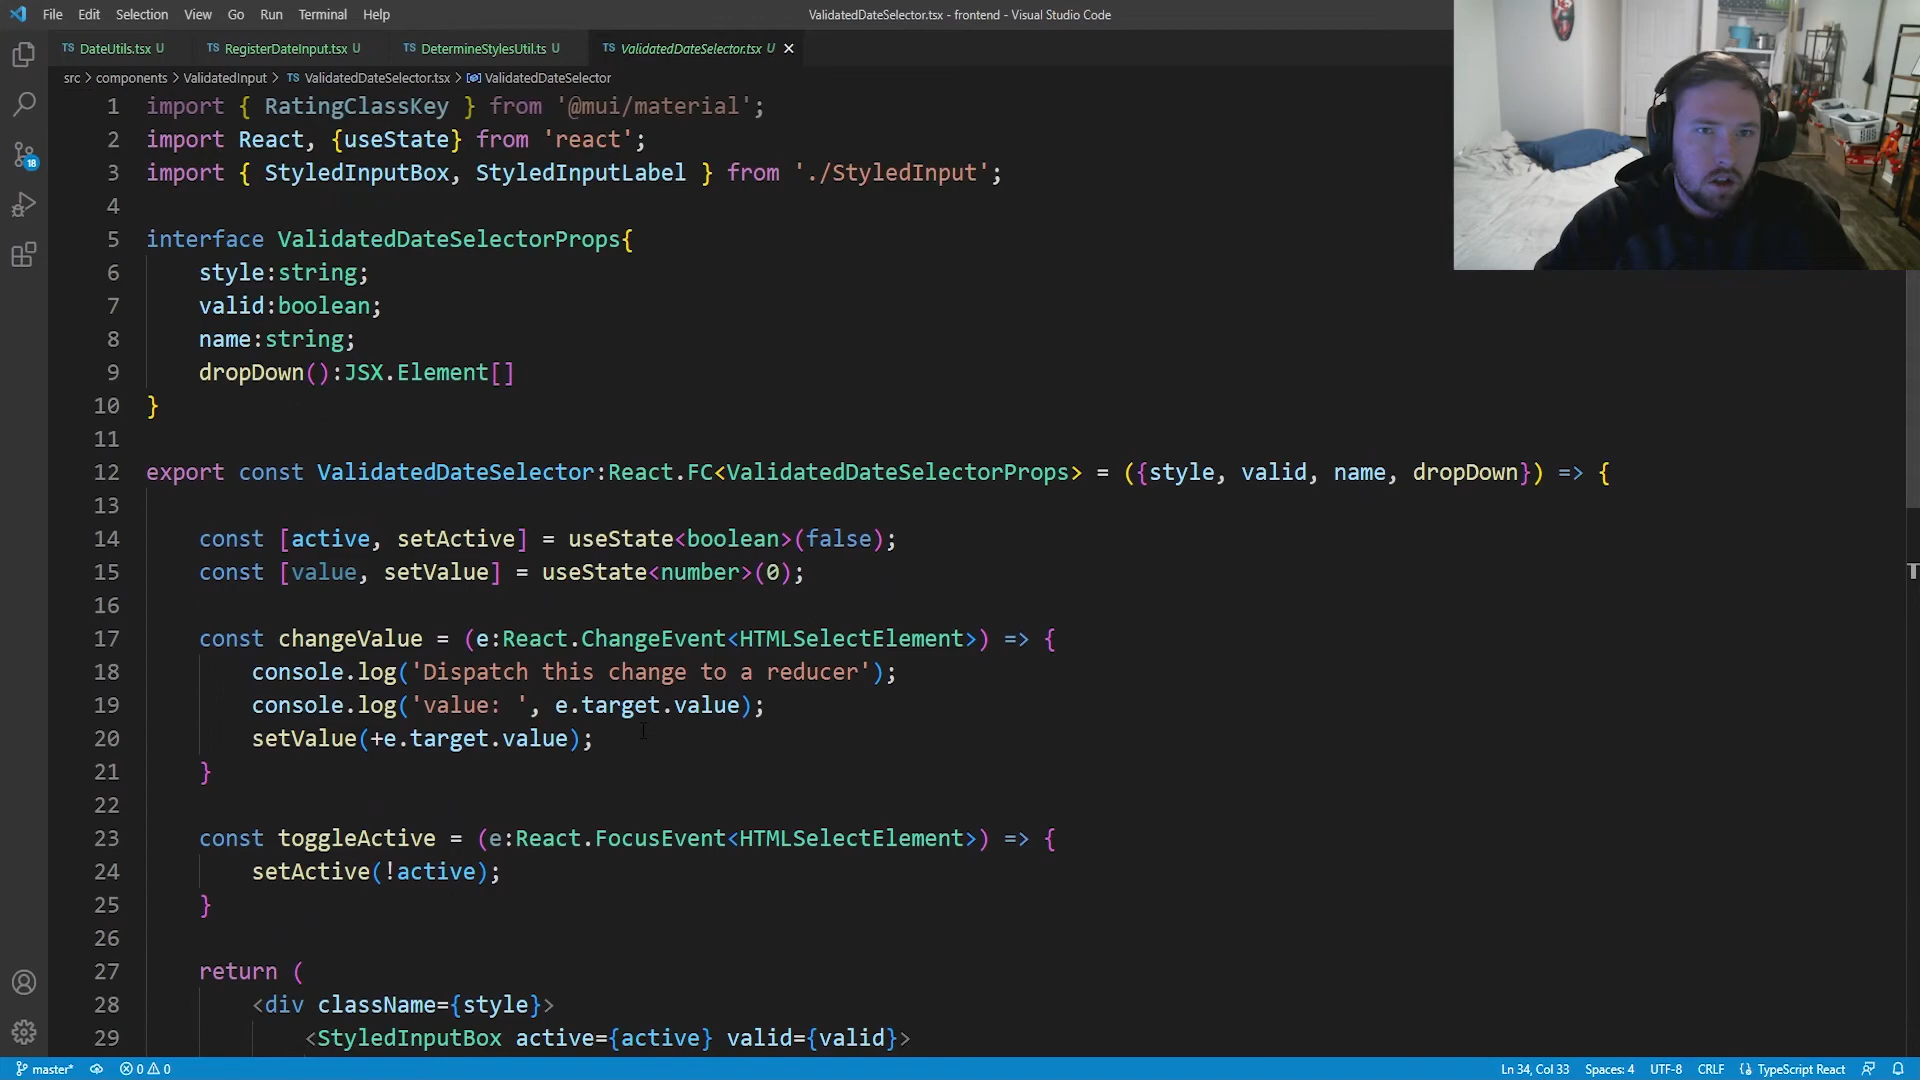 File Edit Selection View Go Run Terminal Help ValidatedDateSelector.tsx - frontend - Visual Studio Code
TS DateUtils.tsx U TS RegisterDateInput.tsx U TS DetermineStylesUtil.ts U TS ValidatedDateSelector.tsx U
src > components > ValidatedInput > TS ValidatedDateSelector.tsx > ValidatedDateSelector
1 import { RatingClassKey } from '@mui/material';
2 import React, {useState} from 'react';
3 import { StyledInputBox, StyledInputLabel } from './StyledInput';
4
5 interface ValidatedDateSelectorProps{
6 style:string;
7 valid:boolean;
8 name:string;
9 dropDown():JSX.Element[]
10 }
11
12 export const ValidatedDateSelector:React.FC<ValidatedDateSelectorProps> = ({style, valid, name, dropDown}) => {
13
14 const [active, setActive] = useState<boolean>(false);
15 const [value, setValue] = useState<number>(0);
16
17 const changeValue = (e:React.ChangeEvent<HTMLSelectElement>) => {
18 console.log('Dispatch this change to a reducer');
19 console.log('value: ', e.target.value);
20 setValue(+e.target.value);
21 }
22
23 const toggleActive = (e:React.FocusEvent<HTMLSelectElement>) => {
24 setActive(!active);
25 }
26
27 return (
28 <div className={style}>
29 <StyledInputBox active={active} valid={valid}>
18
master* 0 0 Ln 34, Col 33 Spaces: 4 UTF-8 CRLF TypeScript React